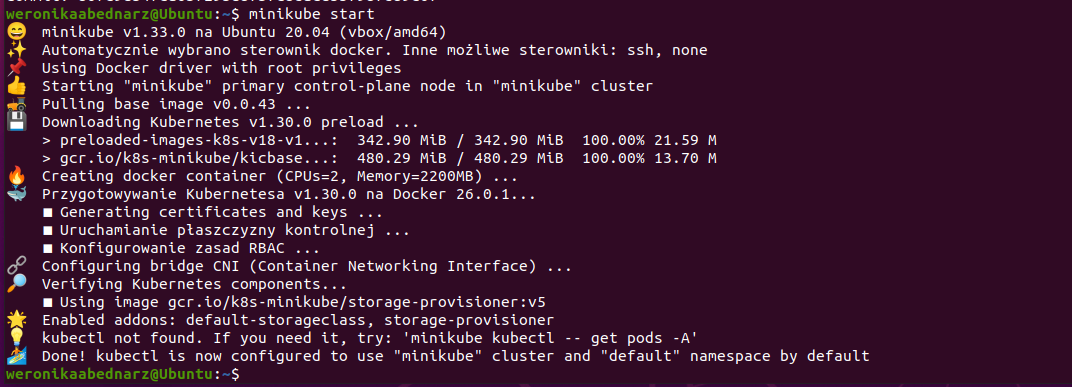 weronikaabednarz@Ubuntu:~$ minikube start
minikube v1.33.0 na Ubuntu 20.04 (vbox/amd64)
Automatycznie wybrano sterownik docker. Inne możliwe sterowniki: ssh, none
Using Docker driver with root privileges
Starting "minikube" primary control-plane node in "minikube" cluster
Pulling base image v0.0.43 ...
Downloading Kubernetes v1.30.0 preload ...
> preloaded-images-k8s-v18-v1...:  342.90 MiB / 342.90 MiB  100.00% 21.59 M
> gcr.io/k8s-minikube/kicbase...:  480.29 MiB / 480.29 MiB  100.00% 13.70 M
Creating docker container (CPUs=2, Memory=2200MB) ...
Przygotowywanie Kubernetesa v1.30.0 na Docker 26.0.1...
▪ Generating certificates and keys ...
▪ Uruchamianie płaszczyzny kontrolnej ...
▪ Konfigurowanie zasad RBAC ...
Configuring bridge CNI (Container Networking Interface) ...
Verifying Kubernetes components...
▪ Using image gcr.io/k8s-minikube/storage-provisioner:v5
Enabled addons: default-storageclass, storage-provisioner
kubectl not found. If you need it, try: 'minikube kubectl -- get pods -A'
Done! kubectl is now configured to use "minikube" cluster and "default" namespace by default
weronikaabednarz@Ubuntu:~$